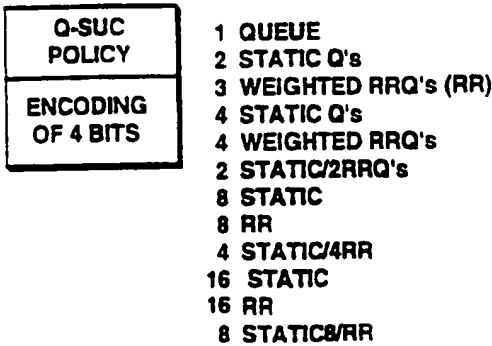 Q-SUC
POLICY
ENCODING
OF 4 BITS
1 QUEUE
2 STATIC Q's
3 WEIGHTED RRQ's (RR)
4 STATIC Q's
4 WEIGHTED RRQ's
2 STATIC/2RRQ's
8 STATIC
8 RR
4 STATIC/4RR
16 STATIC
16 RR
8 STATIC8/RR